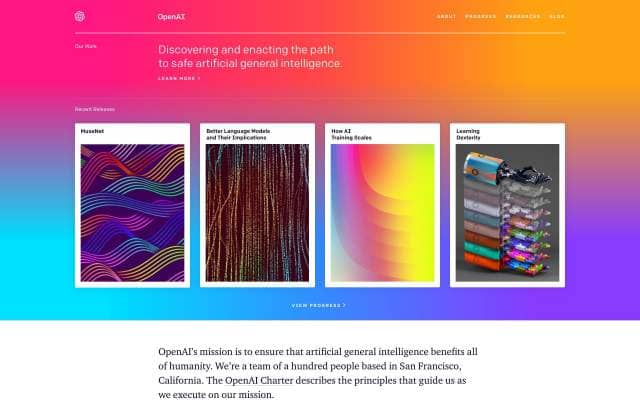 OpenAI
ABOUT PROGRESS RESOURCES BLOG
Our Work
Discovering and enacting the path
to safe artificial general intelligence.
LEARN MORE ›
Recent Releases
MuseNet
Better Language Models
and Their Implications
How AI
Training Scales
Learning
Dexterity
VIEW PROGRESS ›
OpenAI’s mission is to ensure that artificial general intelligence benefits all
of humanity. We’re a team of a hundred people based in San Francisco,
California. The OpenAI Charter describes the principles that guide us as
we execute on our mission.